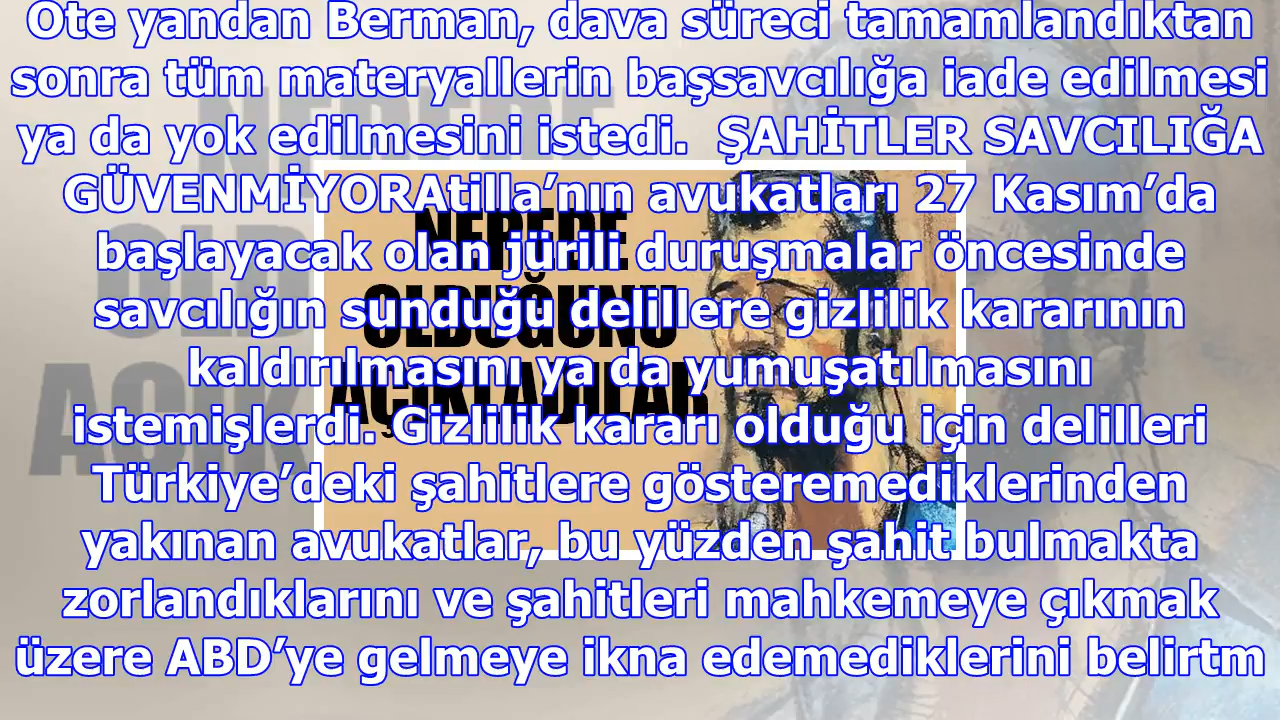 Öte yandan Berman, dava süreci tamamlandıktan
sonra tüm materyallerin başsavcılığa iade edilmesi
ya da yok edilmesini istedi.  ŞAHİTLER SAVCILIĞA
GÜVENMİYORAtilla’nın avukatları 27 Kasım’da
başlayacak olan jürili duruşmalar öncesinde
savcılığın sunduğu delillere gizlilik kararının
kaldırılmasını ya da yumuşatılmasını
istemişlerdi. Gizlilik kararı olduğu için delilleri
Türkiye’deki şahitlere gösteremediklerinden
yakınan avukatlar, bu yüzden şahit bulmakta
zorlandıklarını ve şahitleri mahkemeye çıkmak
üzere ABD’ye gelmeye ikna edemediklerini belirtm
NEREDE
OLDUĞUNU
AÇIKLADILAR